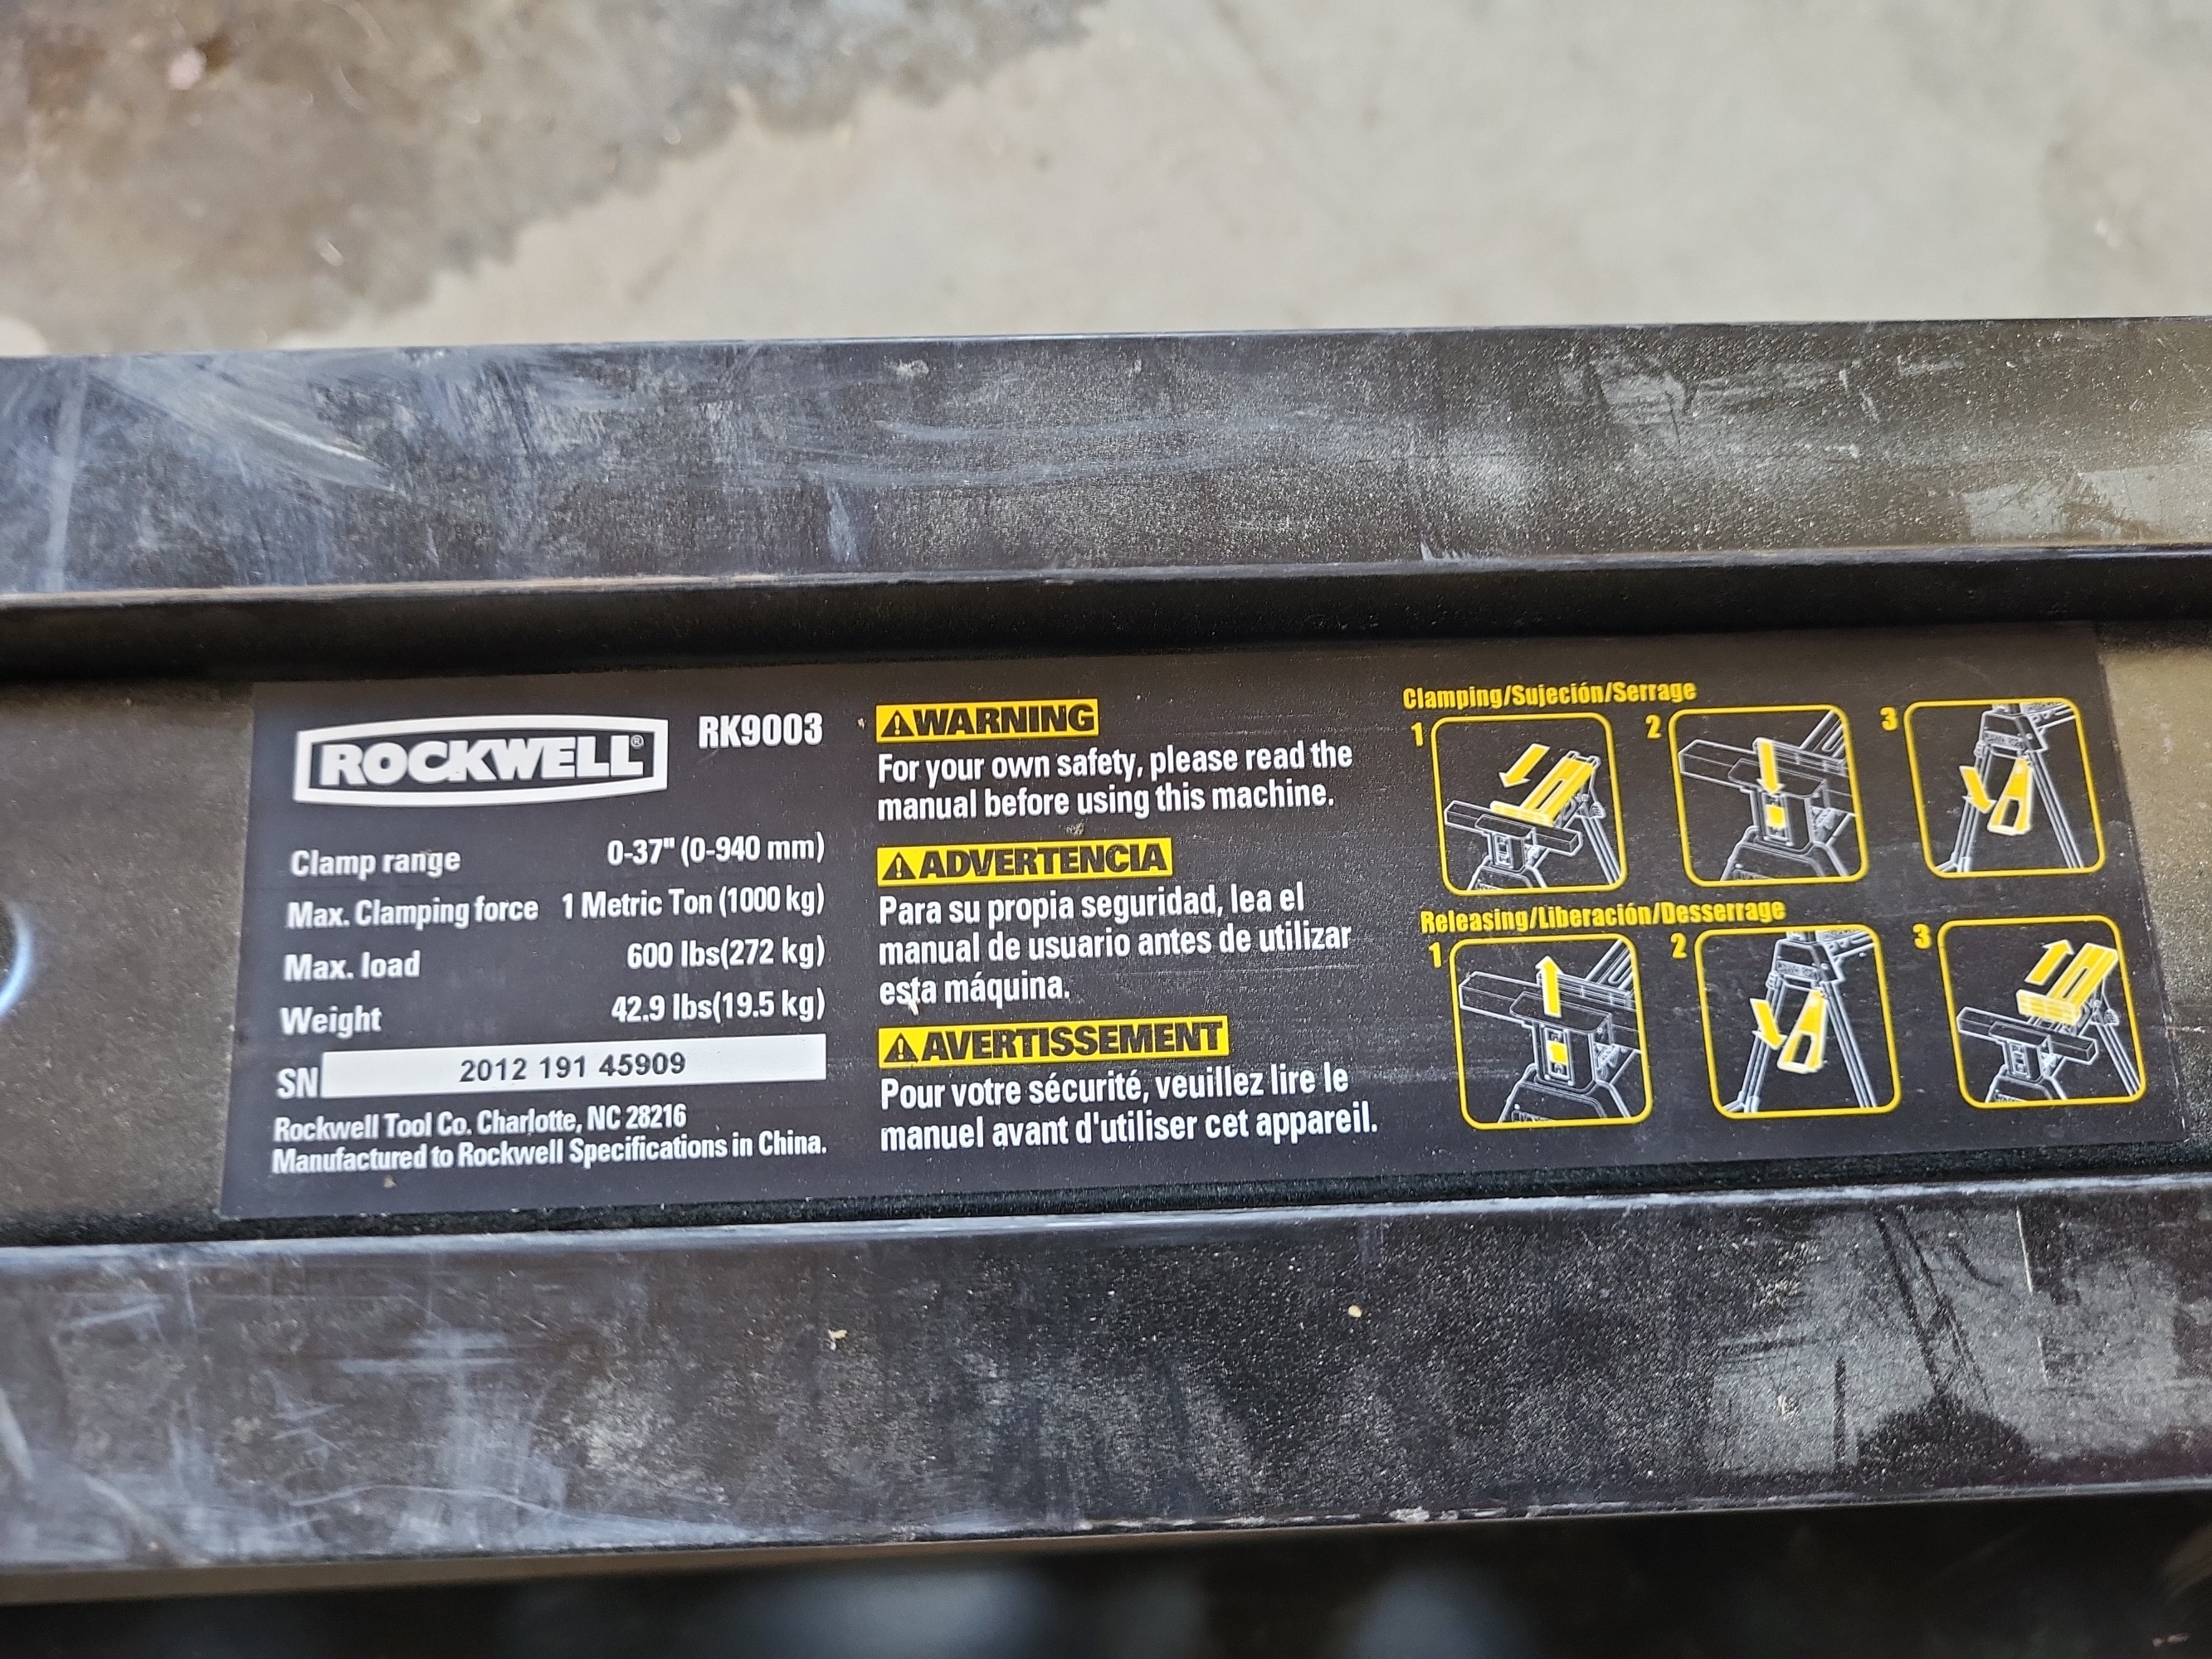 ROCKWELL® RK9003
Clamp range 0-37" (0-940 mm)
Max. Clamping force 1 Metric Ton (1000 kg)
Max. load 600 lbs(272 kg)
Weight 42.9 lbs(19.5 kg)
SN 2012 191 45909
Rockwell Tool Co. Charlotte, NC 28216
Manufactured to Rockwell Specifications in China.
WARNING
For your own safety, please read the
manual before using this machine.
ADVERTENCIA
Para su propia seguridad, lea el
manual de usuario antes de utilizar
esta máquina.
AVERTISSEMENT
Pour votre sécurité, veuillez lire le
manuel avant d'utiliser cet appareil.
Clamping/Sujeción/Serrage
1 2 3
Releasing/Liberación/Desserrage
1 2 3